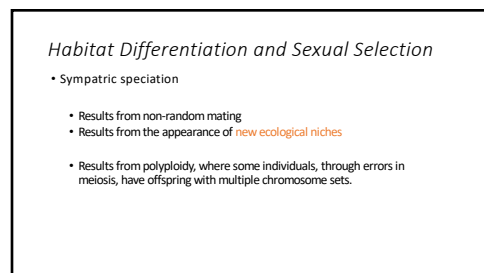 Habitat Differentiation and Sexual Selection
• Sympatric speciation
• Results from non-random mating
• Results from the appearance of new ecological niches
• Results from polyploidy, where some individuals, through errors in
meiosis, have offspring with multiple chromosome sets.